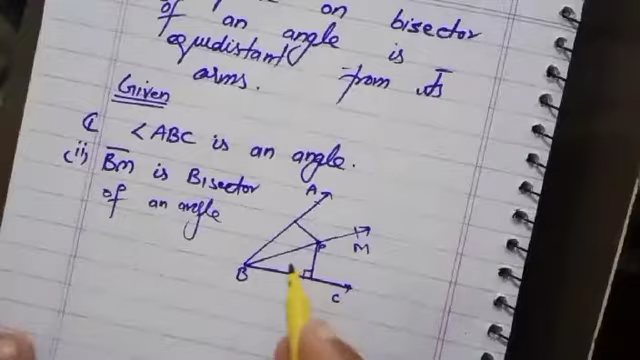 of on bisector
of an angle is
equidistant from its
arms.
Given
∠ABC is an angle.
(ii) BM is Bisector
of an angle
A
P
M
B
C